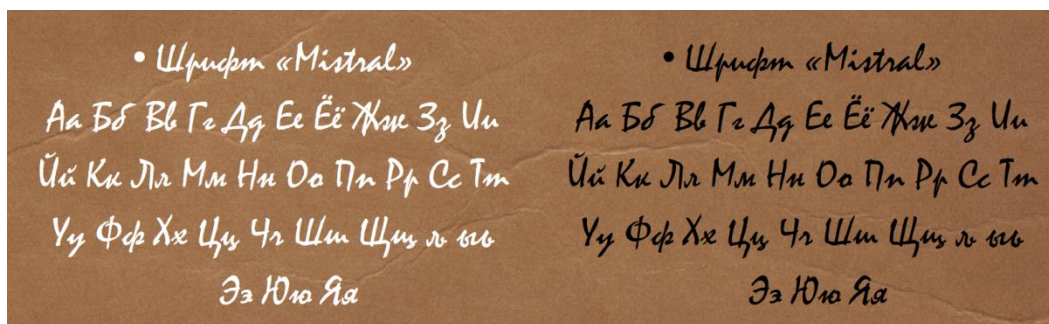 • Шрифт «Mistral»
Аа Бб Вв Гг Дд Ее Ёё Жж Зз Ии
Йй Кк Лл Мм Нн Оо Пп Рр Сс Тт
Уу Фф Хх Цц Чч Шш Щщ ъ ыь
Ээ Юю Яя
• Шрифт «Mistral»
Аа Бб Вв Гг Дд Ее Ёё Жж Зз Ии
Йй Кк Лл Мм Нн Оо Пп Рр Сс Тт
Уу Фф Хх Цц Чч Шш Щщ ъ ыь
Ээ Юю Яя